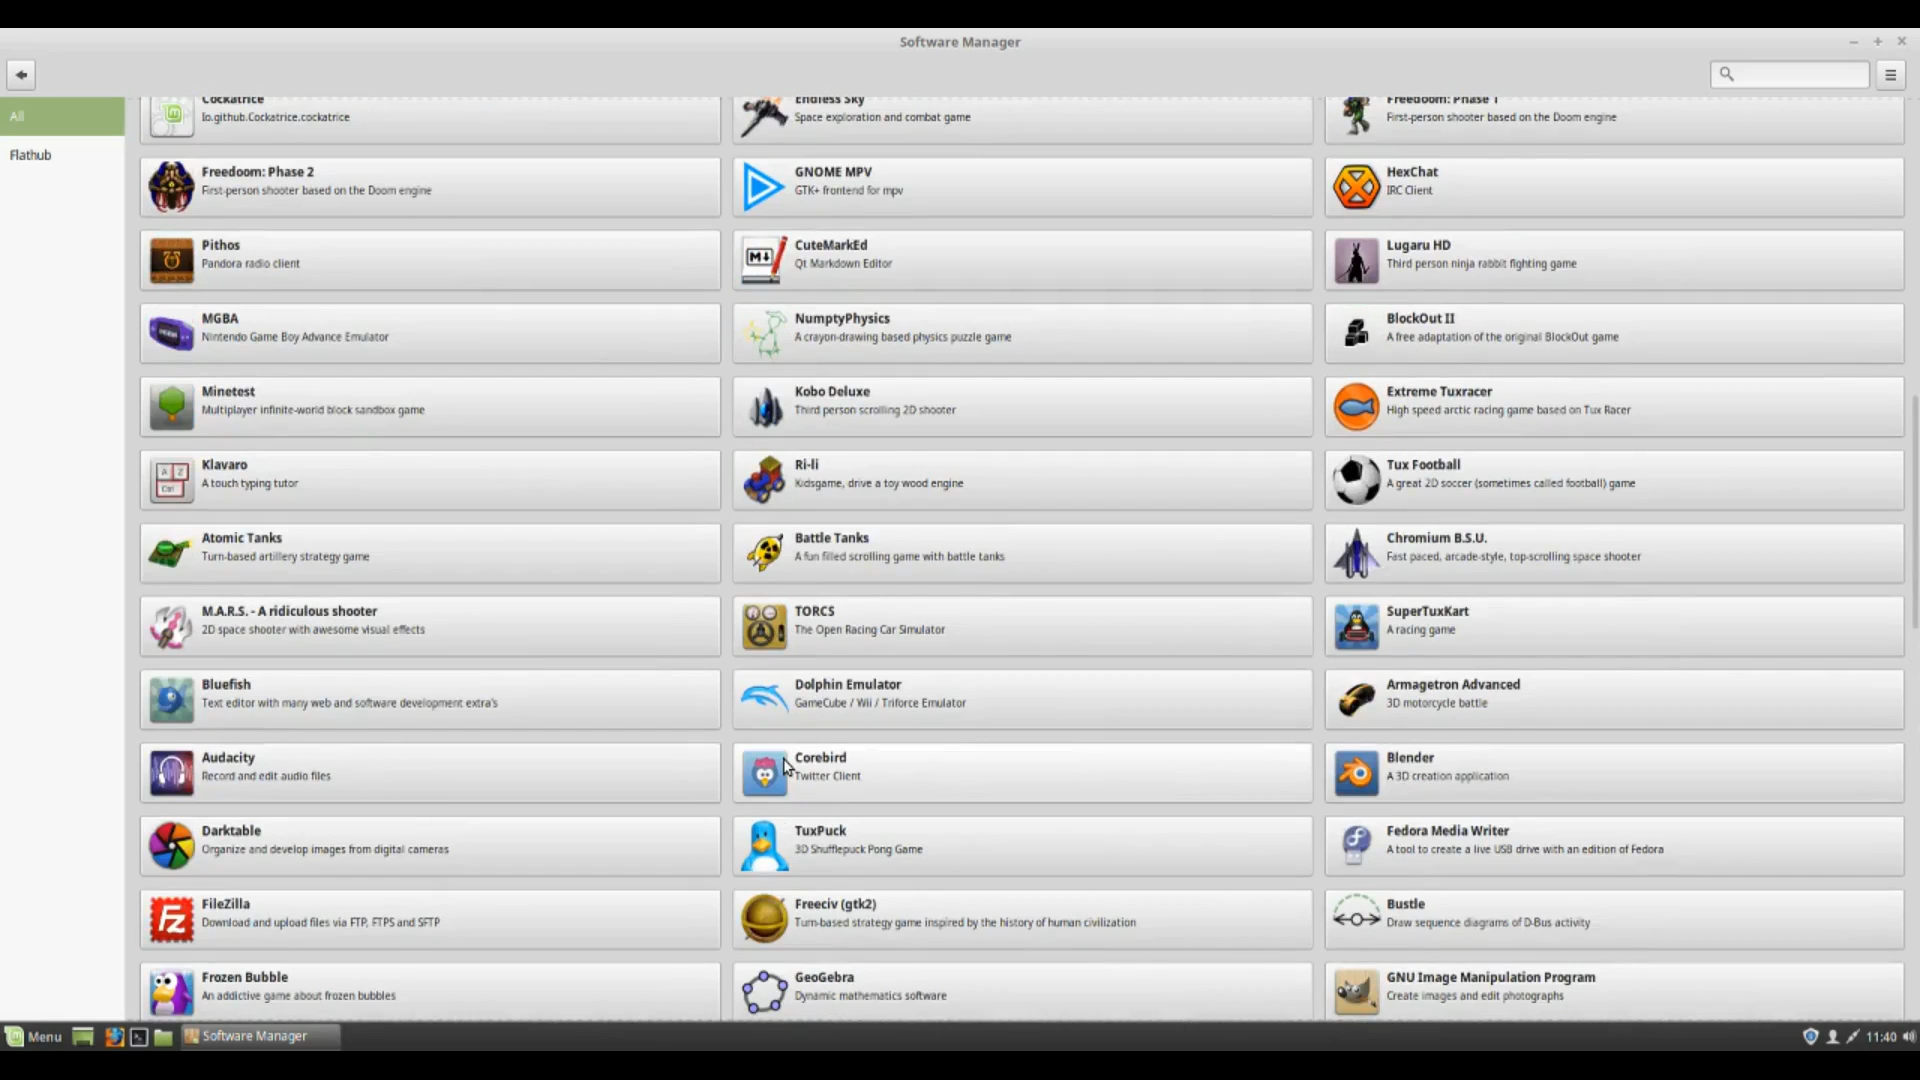 Software Manager
All
Flathub
Cockatrice
Io.github.Cockatrice.cockatrice
Endless Sky
Space exploration and combat game
Freedoom: Phase 1
First-person shooter based on the Doom engine
Freedoom: Phase 2
First-person shooter based on the Doom engine
GNOME MPV
GTK+ frontend for mpv
HexChat
IRC Client
Pithos
Pandora radio client
CuteMarkEd
Qt Markdown Editor
Lugaru HD
Third person ninja rabbit fighting game
MGBA
Nintendo Game Boy Advance Emulator
NumptyPhysics
A crayon-drawing based physics puzzle game
BlockOut II
A free adaptation of the original BlockOut game
Minetest
Multiplayer infinite-world block sandbox game
Kobo Deluxe
Third person scrolling 2D shooter
Extreme Tuxracer
High speed arctic racing game based on Tux Racer
Klavaro
A touch typing tutor
Ri-li
Kidsgame, drive a toy wood engine
Tux Football
A great 2D soccer (sometimes called football) game
Atomic Tanks
Turn-based artillery strategy game
Battle Tanks
A fun filled scrolling game with battle tanks
Chromium B.S.U.
Fast paced, arcade-style, top-scrolling space shooter
M.A.R.S. - A ridiculous shooter
2D space shooter with awesome visual effects
TORCS
The Open Racing Car Simulator
SuperTuxKart
A racing game
Bluefish
Text editor with many web and software development extra's
Dolphin Emulator
GameCube / Wii / Triforce Emulator
Armagetron Advanced
3D motorcycle battle
Audacity
Record and edit audio files
Corebird
Twitter Client
Blender
A 3D creation application
Darktable
Organize and develop images from digital cameras
TuxPuck
3D Shufflepuck Pong Game
Fedora Media Writer
A tool to create a live USB drive with an edition of Fedora
FileZilla
Download and upload files via FTP, FTPS and SFTP
Freeciv (gtk2)
Turn-based strategy game inspired by the history of human civilization
Bustle
Draw sequence diagrams of D-Bus activity
Frozen Bubble
An addictive game about frozen bubbles
GeoGebra
Dynamic mathematics software
GNU Image Manipulation Program
Create images and edit photographs
Menu
Software Manager
11:40